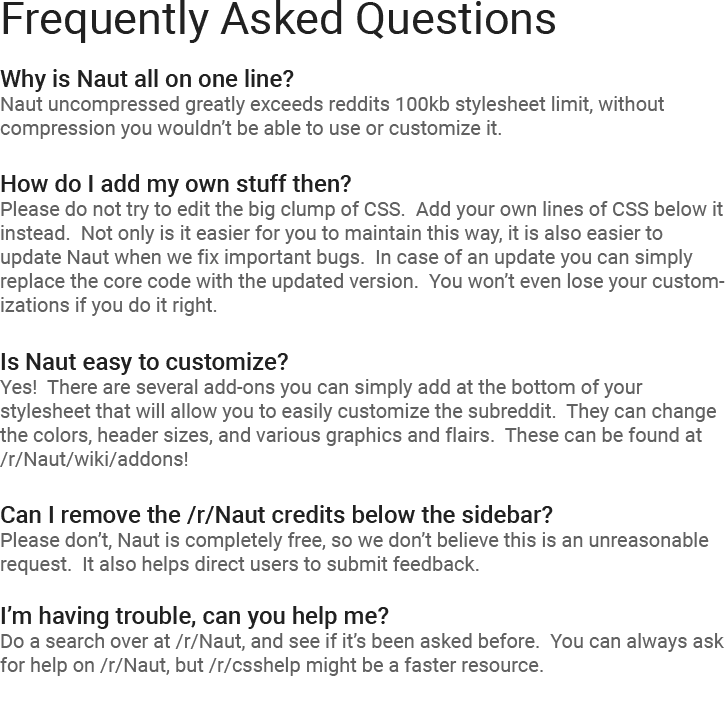 Frequently Asked Questions
Why is Naut all on one line?
Naut uncompressed greatly exceeds reddits 100kb stylesheet limit, without
compression you wouldn’t be able to use or customize it.
How do I add my own stuff then?
Please do not try to edit the big clump of CSS.  Add your own lines of CSS below it
instead.  Not only is it easier for you to maintain this way, it is also easier to
update Naut when we fix important bugs.  In case of an update you can simply
replace the core code with the updated version.  You won’t even lose your custom-
izations if you do it right.
Is Naut easy to customize?
Yes!  There are several add-ons you can simply add at the bottom of your
stylesheet that will allow you to easily customize the subreddit.  They can change
the colors, header sizes, and various graphics and flairs.  These can be found at
/r/Naut/wiki/addons!
Can I remove the /r/Naut credits below the sidebar?
Please don’t, Naut is completely free, so we don’t believe this is an unreasonable
request.  It also helps direct users to submit feedback.
I’m having trouble, can you help me?
Do a search over at /r/Naut, and see if it’s been asked before.  You can always ask
for help on /r/Naut, but /r/csshelp might be a faster resource.